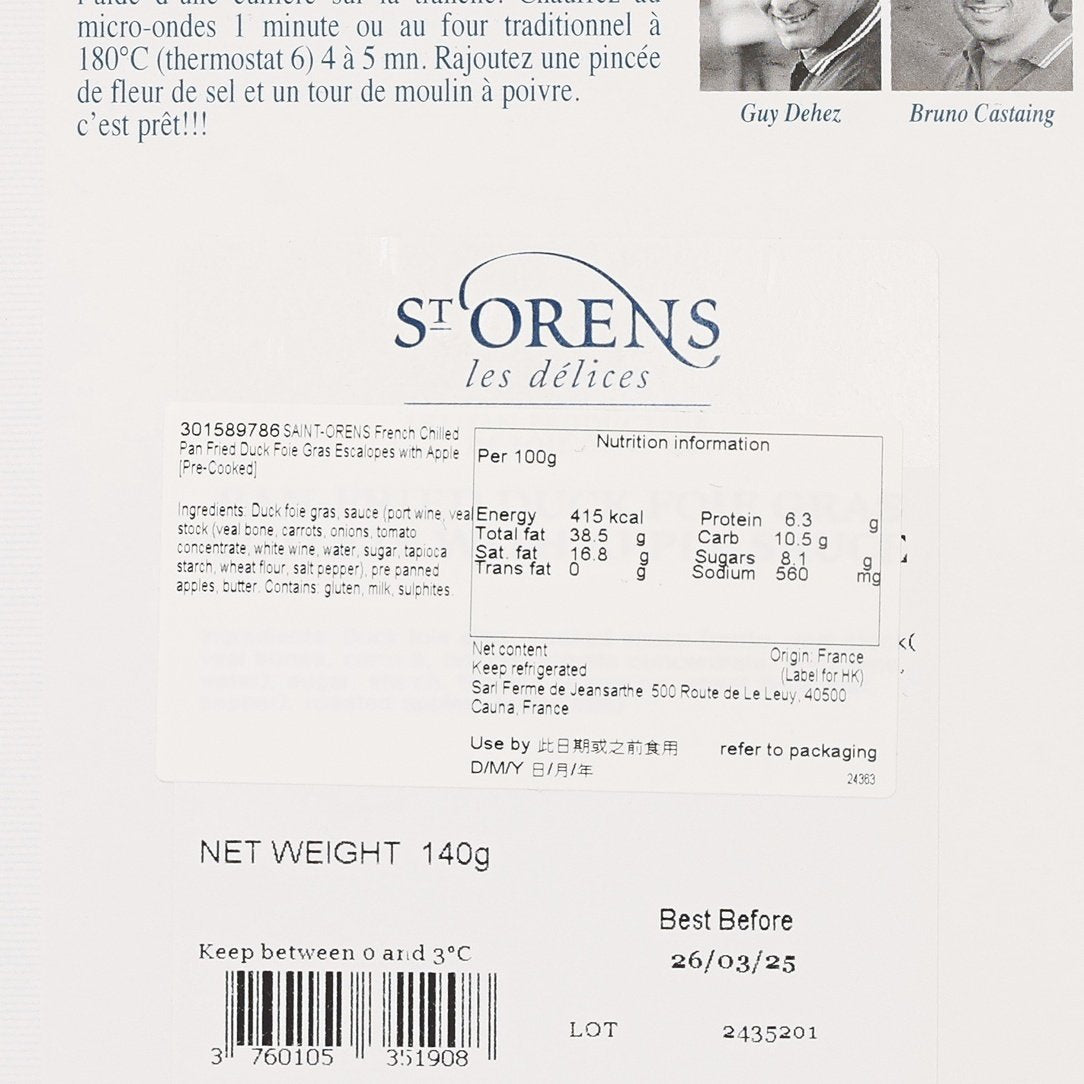 micro-ondes 1 minute ou au four traditionnel à
180°C (thermostat 6) 4 à 5 mn. Rajoutez une pincée
de fleur de sel et un tour de moulin à poivre.
c'est prêt!!!
Guy Dehez
Bruno Castaing
ST ORENS
les délices
301589786 SAINT-ORENS French Chilled
Pan Fried Duck Foie Gras Escalopes with Apple
[Pre-Cooked]
Ingredients: Duck foie gras, sauce (port wine, veal
stock (veal bone, carrots, onions, tomato
concentrate, white wine, water, sugar, tapioca
starch, wheat flour, salt pepper), pre panned
apples, butter. Contains: gluten, milk, sulphites.
Nutrition information
Per 100g
Energy 415 kcal Protein 6.3 g
Total fat 38.5 g Carb 10.5 g
Sat. fat 16.8 g Sugars 8.1 g
Trans fat 0 g Sodium 560 mg
Net content Origin: France
Keep refrigerated (Label for HK)
Sarl Ferme de Jeansarthe 500 Route de Le Leuy, 40500
Cauna, France
Use by 此日期或之前食用 refer to packaging
D/M/Y 日/月/年
24363
NET WEIGHT 140g
Best Before
26/03/25
Keep between 0 and 3°C
LOT 2435201
3 760105 351908